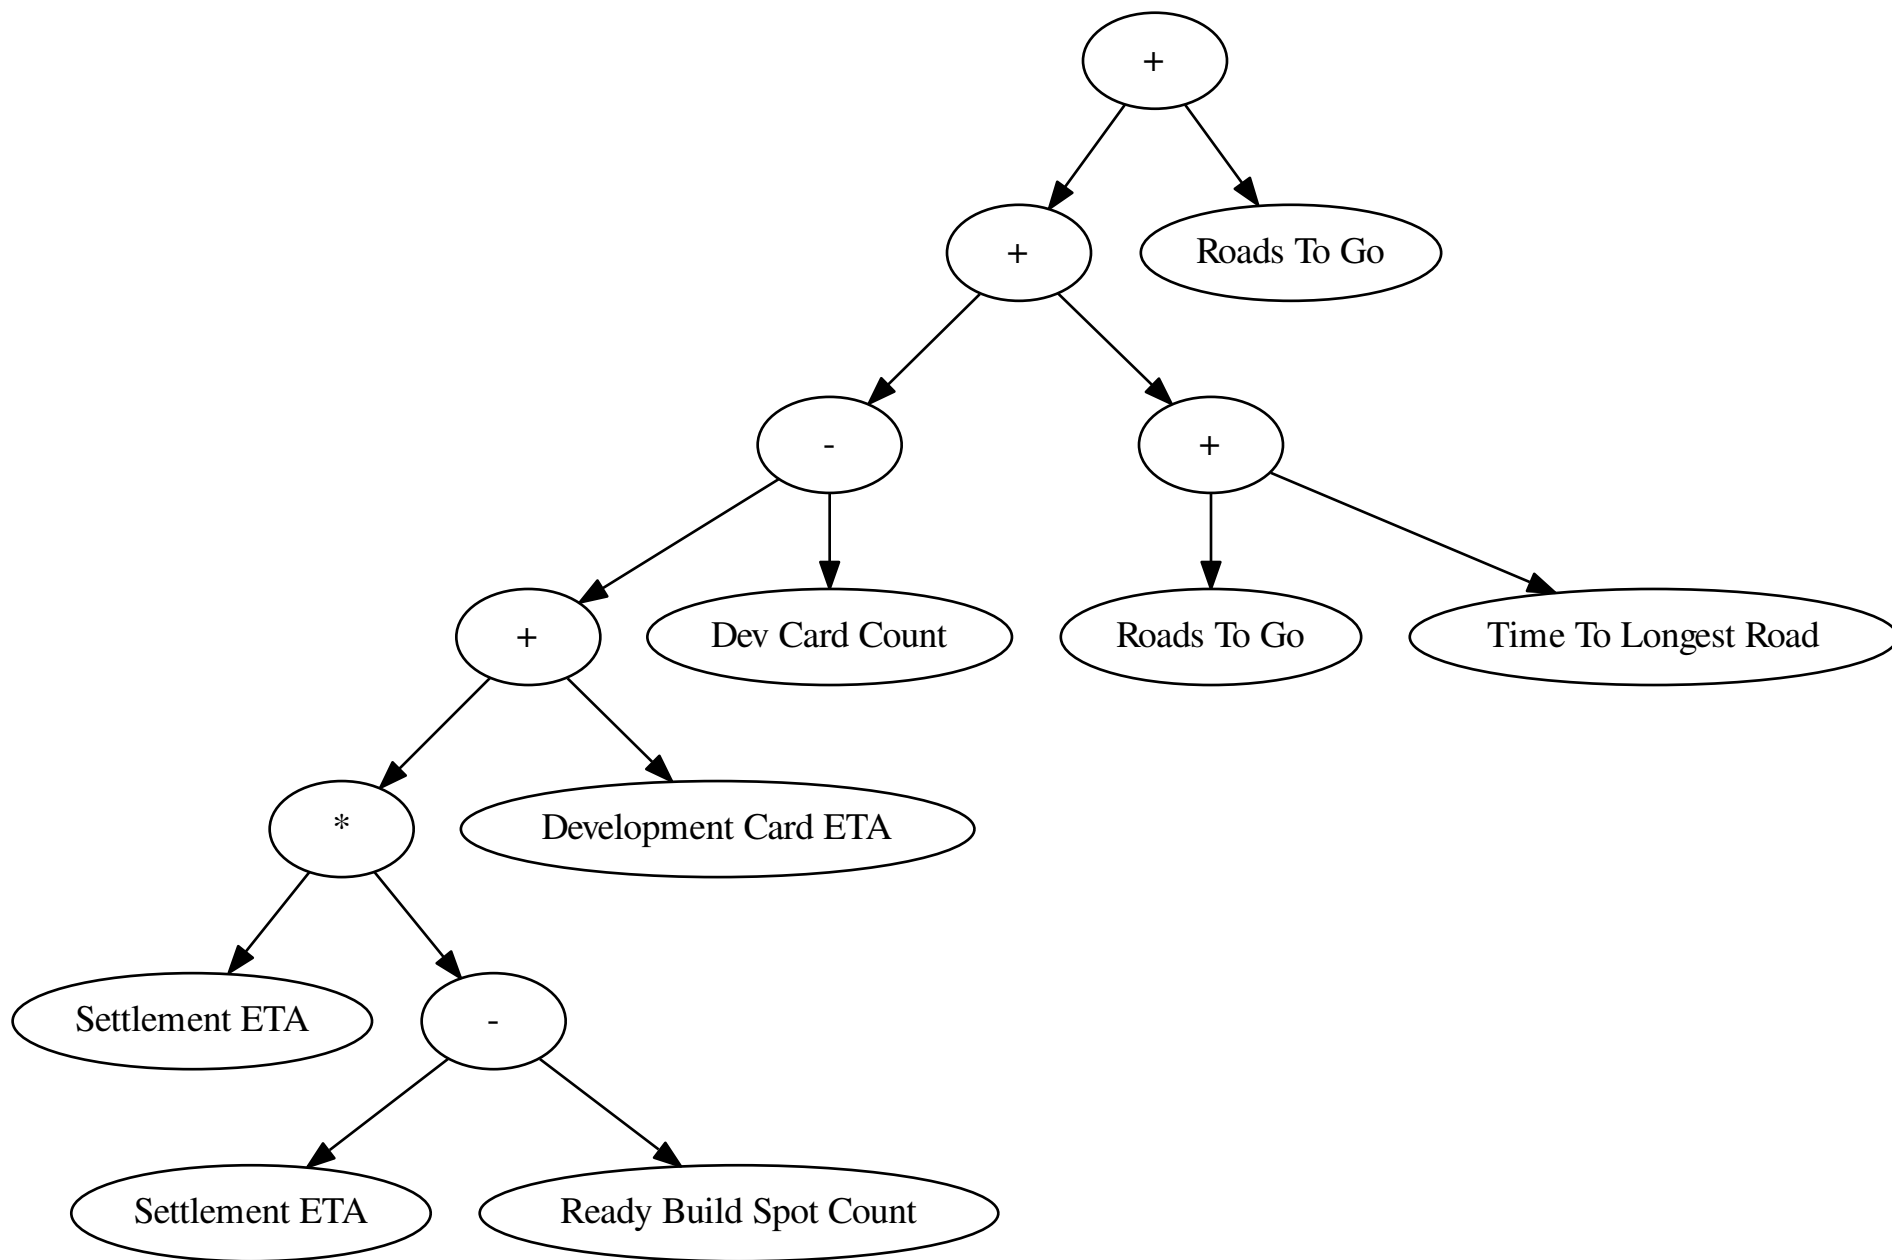 +
+
Roads To Go
-
+
+
Dev Card Count
Roads To Go
Time To Longest Road
*
Development Card ETA
Settlement ETA
-
Settlement ETA
Ready Build Spot Count